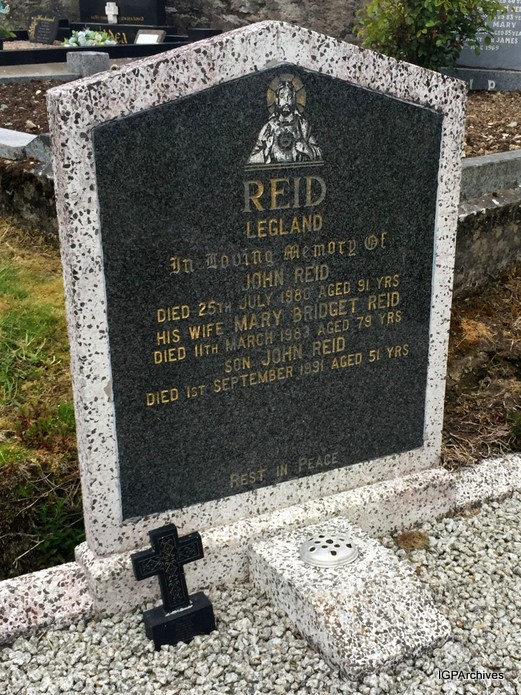 REID
LEGLAND
In Loving Memory Of
JOHN REID
DIED 25TH JULY 1980 AGED 91 YRS
HIS WIFE MARY BRIDGET REID
DIED 11TH MARCH 1983 AGED 79 YRS
SON JOHN REID
DIED 1ST SEPTEMBER 1991 AGED 51 YRS
REST IN PEACE
MARY
JAMES
IGPArchives